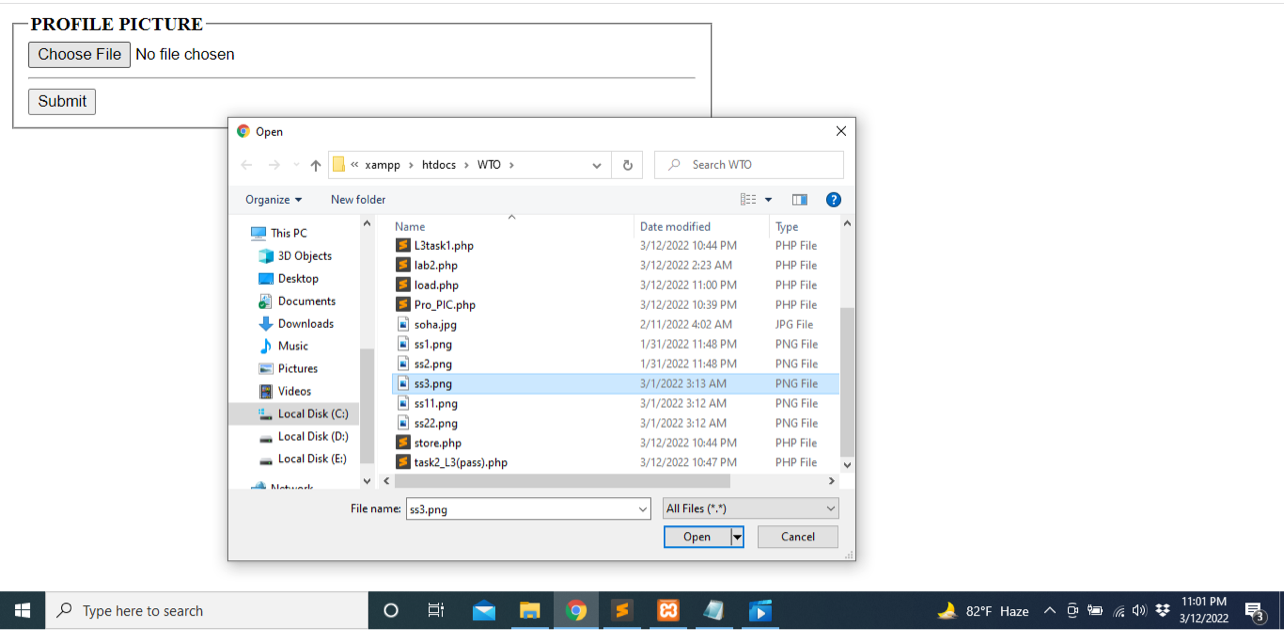 PROFILE PICTURE
Choose File No file chosen
Submit
Open
« xampp › htdocs › WTO › Search WTO
Organize New folder
This PC
3D Objects
Desktop
Documents
Downloads
Music
Pictures
Videos
Local Disk (C:)
Local Disk (D:)
Local Disk (E:)
Network
Name Date modified Type
L3task1.php 3/12/2022 10:44 PM PHP File
lab2.php 3/12/2022 2:23 AM PHP File
load.php 3/12/2022 11:00 PM PHP File
Pro_PIC.php 3/12/2022 10:39 PM PHP File
soha.jpg 2/11/2022 4:02 AM JPG File
ss1.png 1/31/2022 11:48 PM PNG File
ss2.png 1/31/2022 11:48 PM PNG File
ss3.png 3/1/2022 3:13 AM PNG File
ss11.png 3/1/2022 3:12 AM PNG File
ss22.png 3/1/2022 3:12 AM PNG File
store.php 3/12/2022 10:44 PM PHP File
task2_L3(pass).php 3/12/2022 10:47 PM PHP File
File name: ss3.png All Files (*.*)
Open Cancel
Type here to search
82°F Haze
11:01 PM
3/12/2022
3